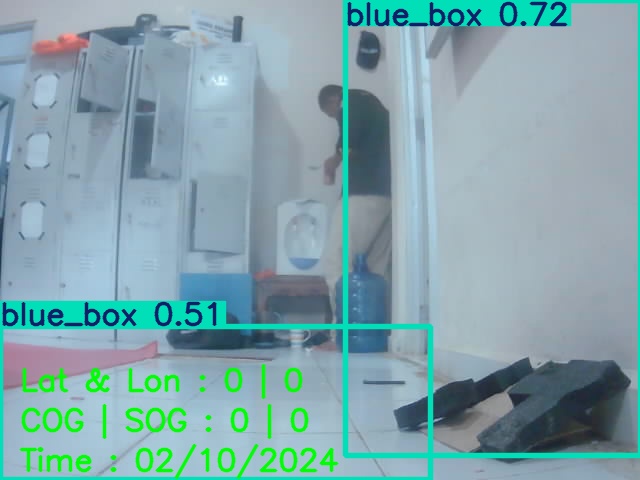 blue_box 0.72
blue_box 0.51
Lat & Lon : 0 | 0
COG | SOG : 0 | 0
Time : 02/10/2024